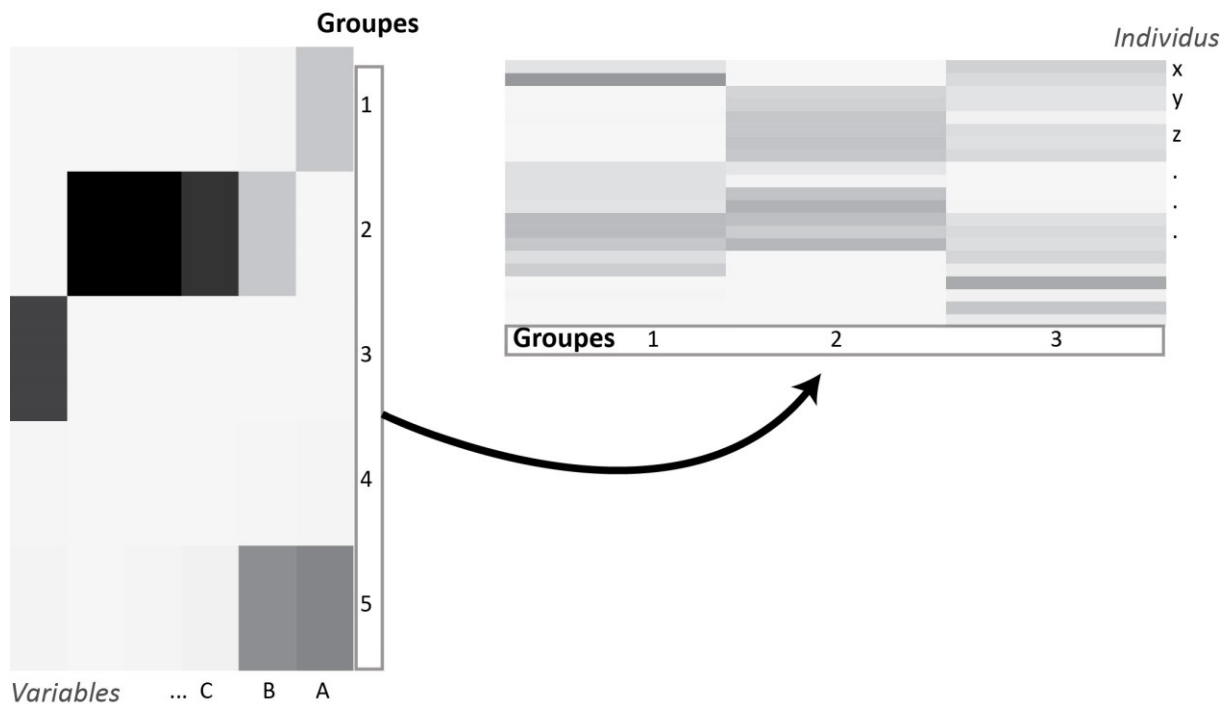 Groupes
1
2
3
4
5
Variables ... C B A
Individus
x
y
z
.
.
.
Groupes 1 2 3